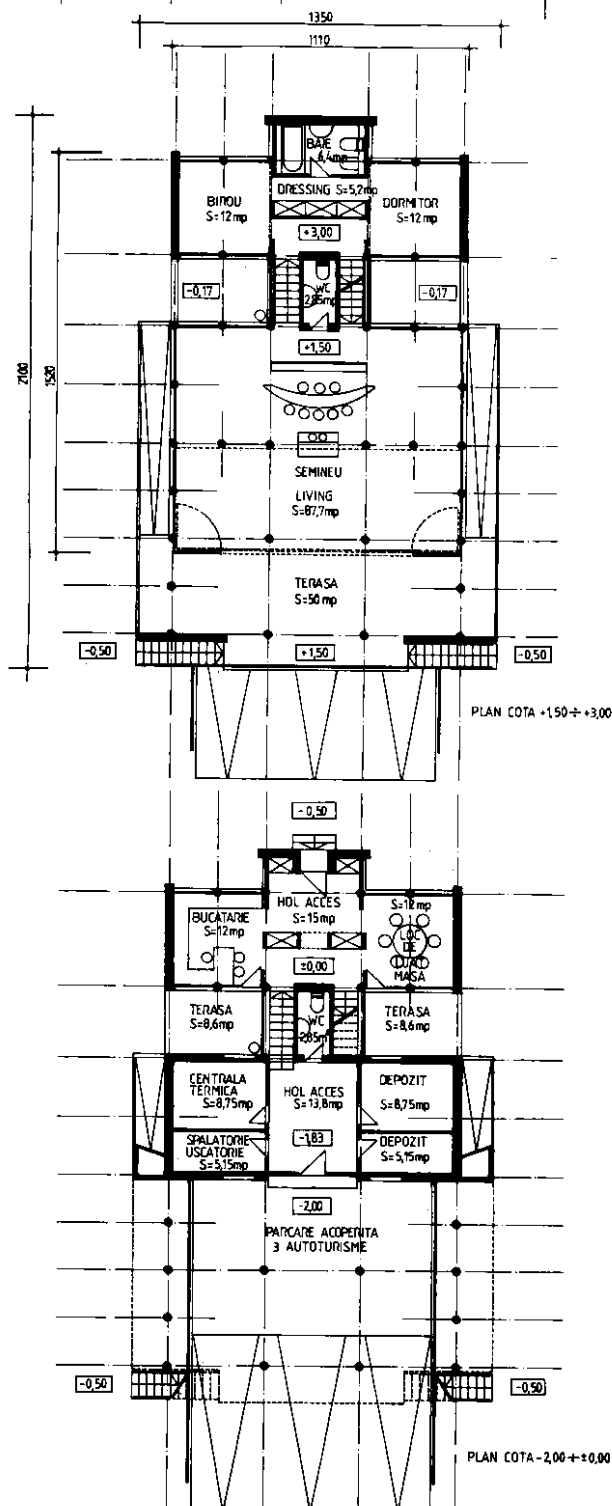 1350
1110
2100
1520
BAIE
6,4mp
DRESSING S=5,2mp
BIROU
S=12mp
DORMITOR
S=12mp
+3,00
WC
2,85mp
-0,17
-0,17
+1,50
SEMINEU
LIVING
S=87,7mp
TERASA
S=50mp
-0,50
+1,50
-0,50
PLAN COTA +1,50÷+3,00
-0,50
HOL ACCES
S=15mp
BUCATARIE
S=12mp
S=12mp
LOC
DE
LUAT
MASA
±0,00
TERASA
S=8,6mp
WC
2,85m
TERASA
S=8,6mp
CENTRALA
TERMICA
S=8,75mp
HOL ACCES
S=13,8mp
DEPOZIT
S=8,75mp
-1,83
SPALATORIE
USCATORIE
S=5,15mp
DEPOZIT
S=5,15mp
-2,00
PARCARE ACOPERITA
3 AUTOTURISME
-0,50
-0,50
PLAN COTA -2,00÷±0,00